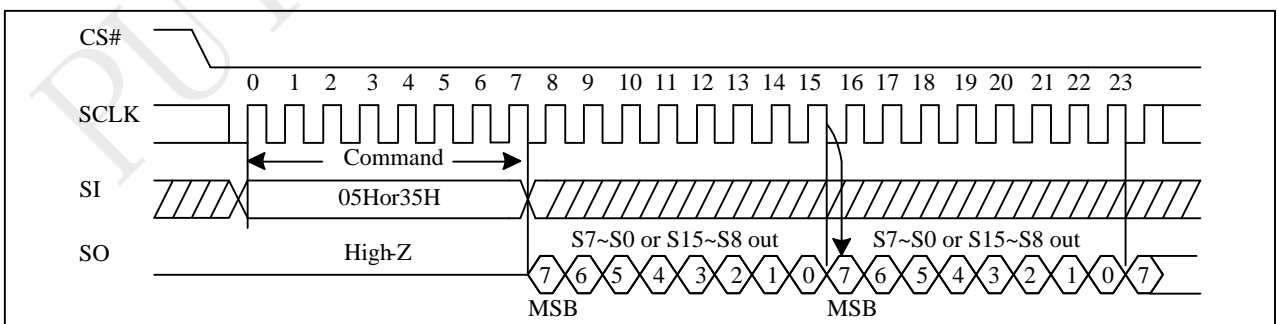 CS#
0 1 2 3 4 5 6 7 8 9 10 11 12 13 14 15 16 17 18 19 20 21 22 23
SCLK
Command
SI
05Hor35H
S7~S0 or S15~S8 out S7~S0 or S15~S8 out
SO
High-Z
7 6 5 4 3 2 1 0 7 6 5 4 3 2 1 0 7
MSB MSB
PUY